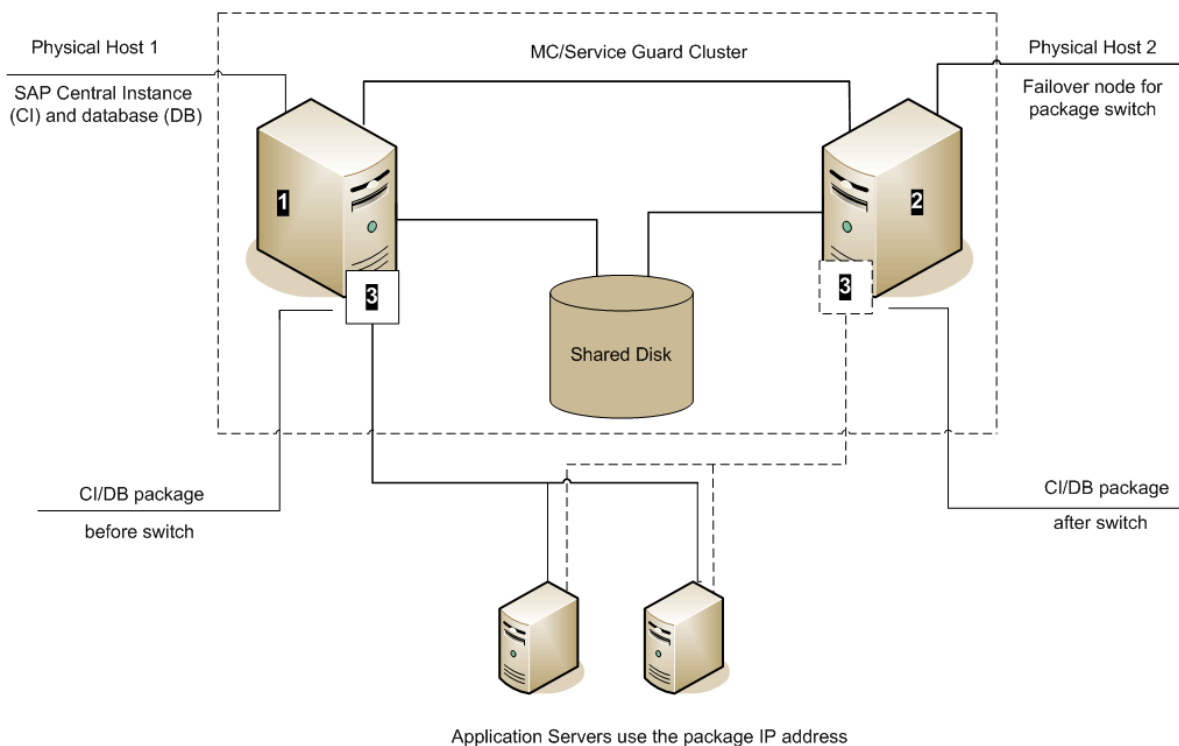 Physical Host 1
MC/Service Guard Cluster
Physical Host 2
SAP Central Instance
(CI) and database (DB)
Failover node for
package switch
1
2
3
3
Shared Disk
CI/DB package
before switch
CI/DB package
after switch
Application Servers use the package IP address